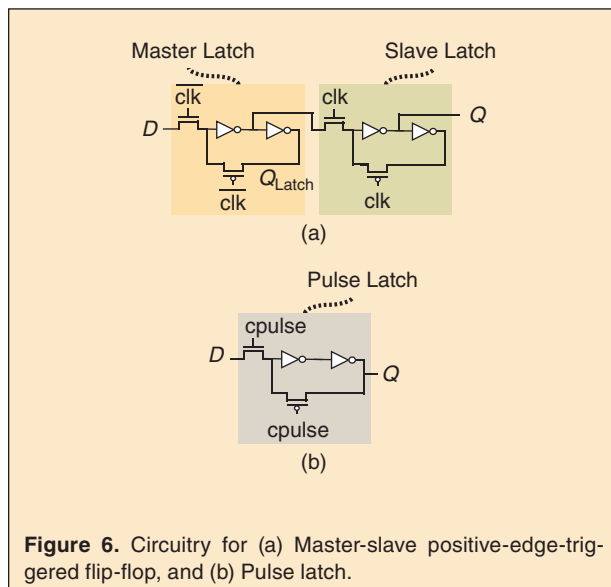 Master Latch
Slave Latch
clk
clk
D
Q
Q Latch
clk
clk
(a)
Pulse Latch
cpulse
D
Q
cpulse
(b)
Figure 6. Circuitry for (a) Master-slave positive-edge-trig-
gered flip-flop, and (b) Pulse latch.